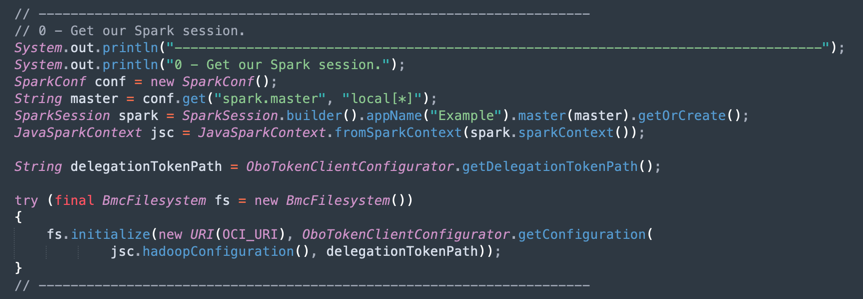 // --------------------------------------------------------------------
// 0 - Get our Spark session.
System.out.println("--------------------------------------------------------------------------------");
System.out.println("0 - Get our Spark session.");
SparkConf conf = new SparkConf();
String master = conf.get("spark.master", "local[*]");
SparkSession spark = SparkSession.builder().appName("Example").master(master).getOrCreate();
JavaSparkContext jsc = JavaSparkContext.fromSparkContext(spark.sparkContext());
String delegationTokenPath = OboTokenClientConfigurator.getDelegationTokenPath();
try (final BmcFilesystem fs = new BmcFilesystem())
{
fs.initialize(new URI(OCI_URI), OboTokenClientConfigurator.getConfiguration(
jsc.hadoopConfiguration(), delegationTokenPath));
}
// --------------------------------------------------------------------